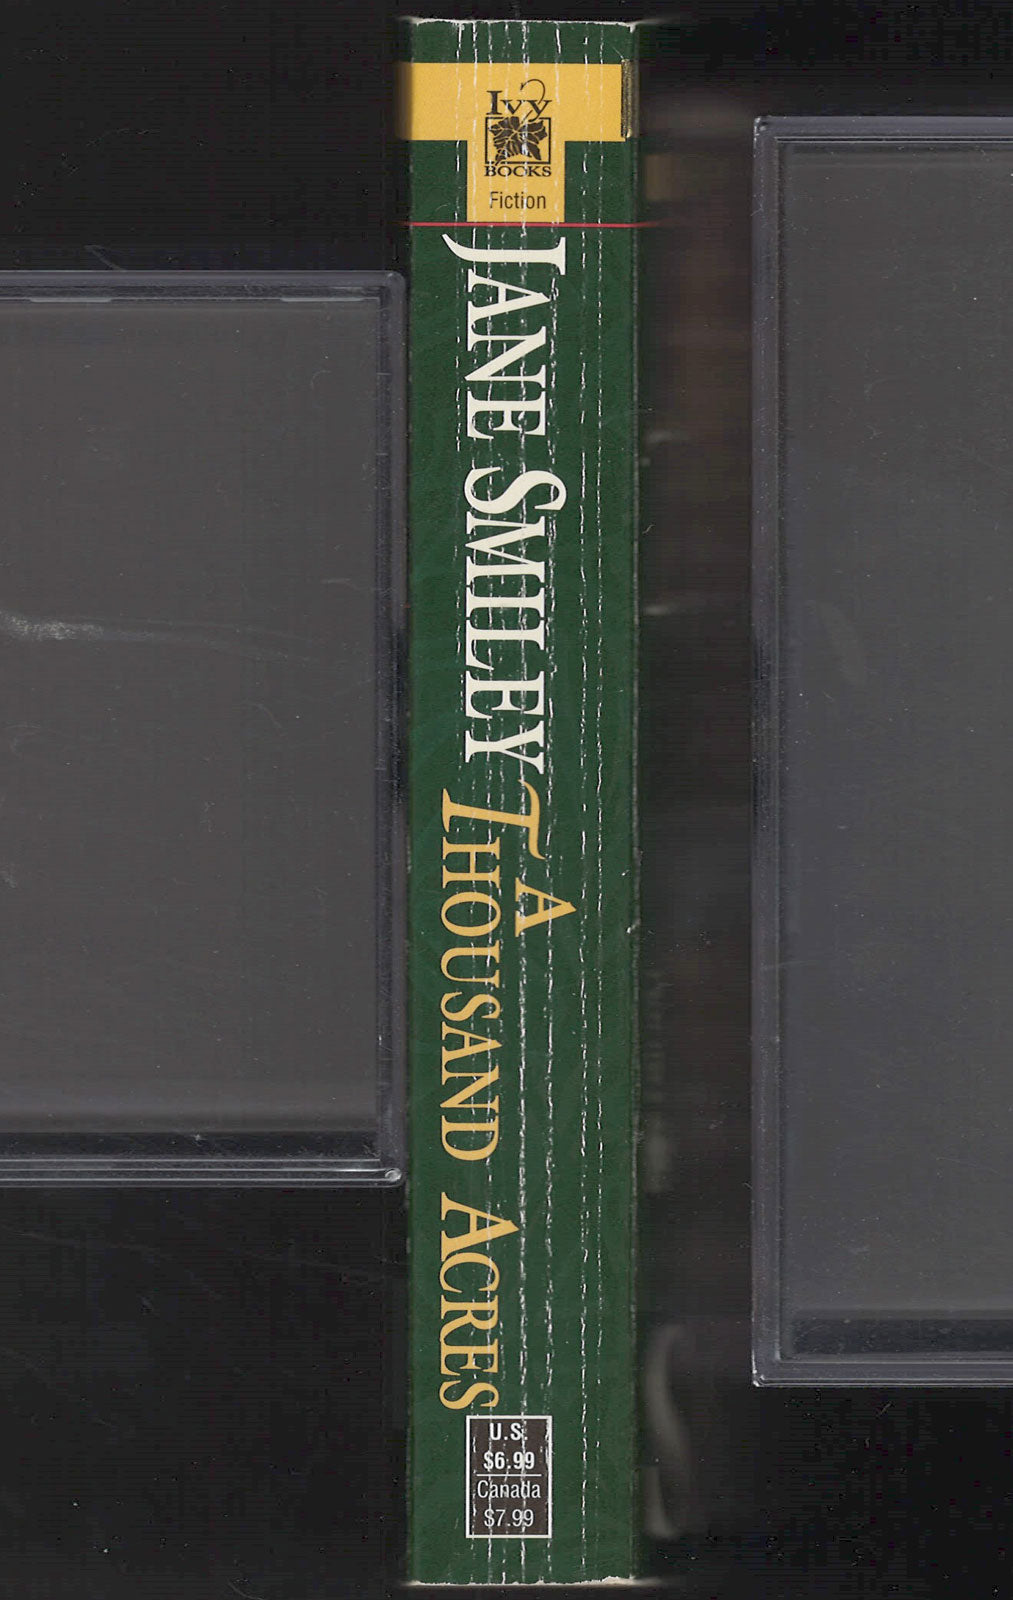 Ivy
BOOKS
Fiction
JANE SMILEY
A
THOUSAND ACRES
U.S.
$6.99
Canada
$7.99